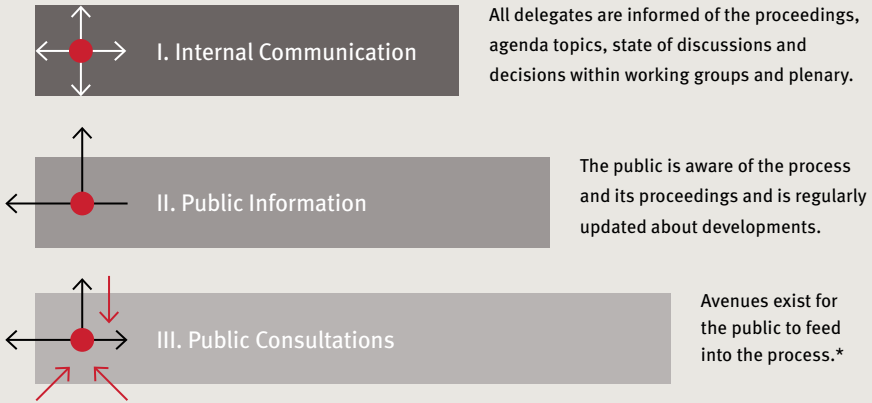 I. Internal Communication
All delegates are informed of the proceedings,
agenda topics, state of discussions and
decisions within working groups and plenary.
II. Public Information
The public is aware of the process
and its proceedings and is regularly
updated about developments.
III. Public Consultations
Avenues exist for
the public to feed
into the process.*